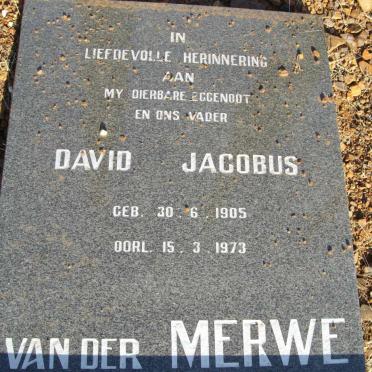 IN
LIEFDEVOLLE HERINNERING
AAN
MY DIERBARE EGGENOOT
EN ONS VADER
DAVID JACOBUS
GEB. 30. 6. 1905
OORL. 15. 3. 1973
VAN DER MERWE